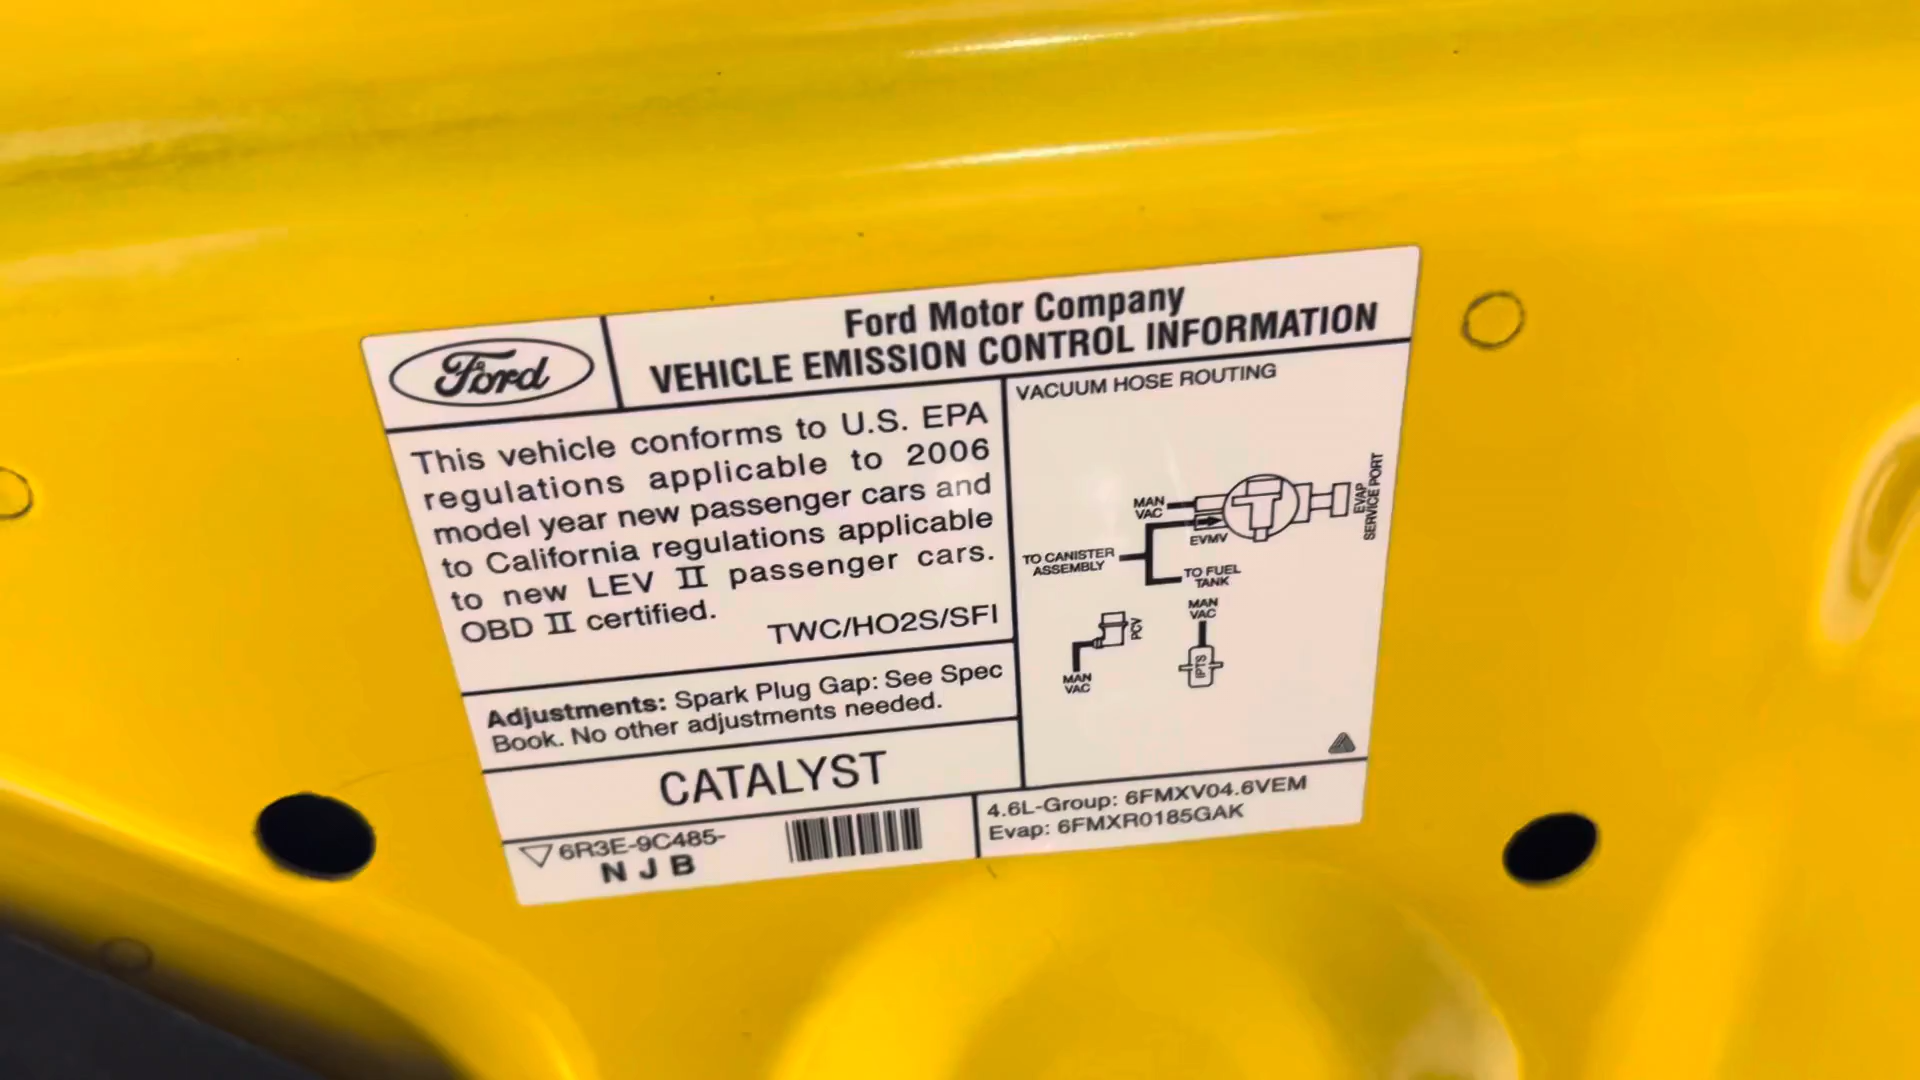 Ford
Ford Motor Company
VEHICLE EMISSION CONTROL INFORMATION
This vehicle conforms to U.S. EPA
regulations applicable to 2006
model year new passenger cars and
to California regulations applicable
to new LEV II passenger cars.
OBD II certified.
TWC/HO2S/SFI
Adjustments: Spark Plug Gap: See Spec
Book. No other adjustments needed.
CATALYST
6R3E-9C485-
N J B
VACUUM HOSE ROUTING
MAN
VAC
EVMV
EVAP
SERVICE PORT
TO CANISTER
ASSEMBLY
TO FUEL
TANK
PCV
MAN
VAC
MAN
VAC
IPTS
4.6L-Group: 6FMXV04.6VEM
Evap: 6FMXR0185GAK